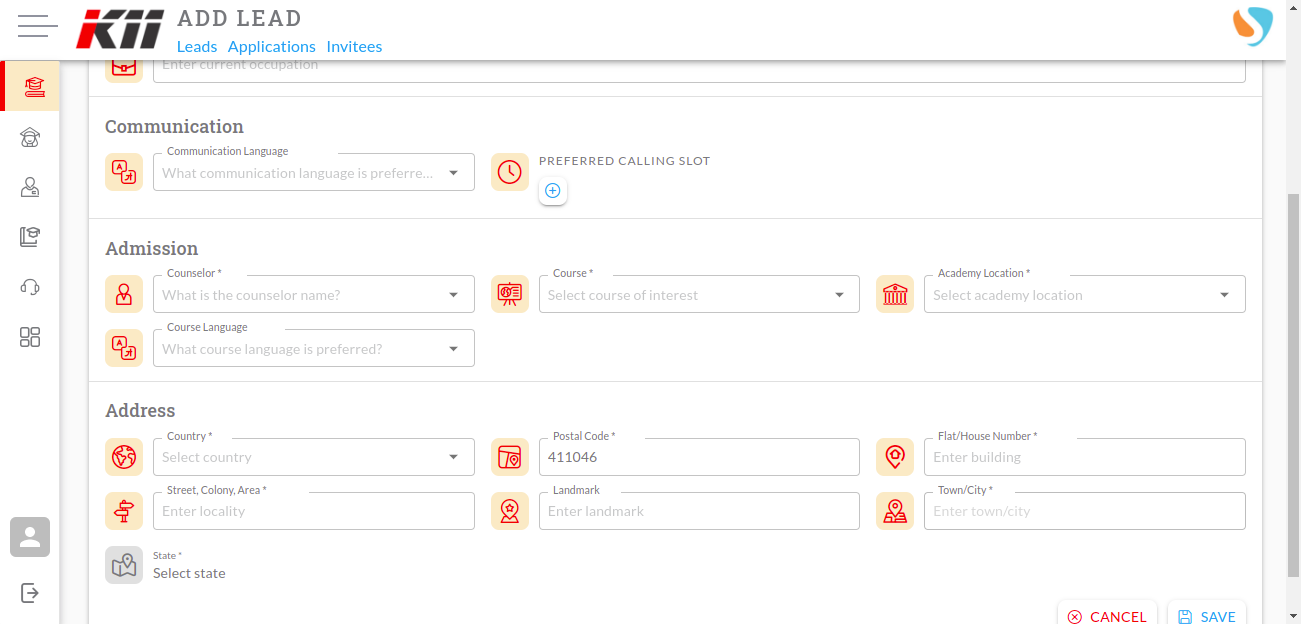 KII ADD LEAD
Leads Applications Invitees
Enter current occupation
Communication
Communication Language
What communication language is preferre...
PREFERRED CALLING SLOT
Admission
Counselor * Course * Academy Location *
What is the counselor name? Select course of interest Select academy location
Course Language
What course language is preferred?
Address
Country * Postal Code * Flat/House Number *
Select country 411046 Enter building
Street, Colony, Area * Landmark Town/City *
Enter locality Enter landmark Enter town/city
State *
Select state
CANCEL SAVE